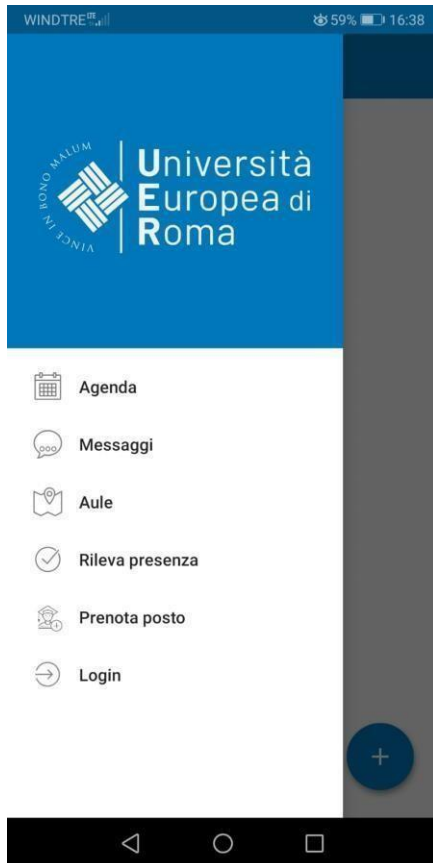 WINDTRE LTE 59% 16:38
VINCE IN BONO MALUM
Università
Europea di
Roma
Agenda
Messaggi
Aule
Rileva presenza
Prenota posto
Login
+